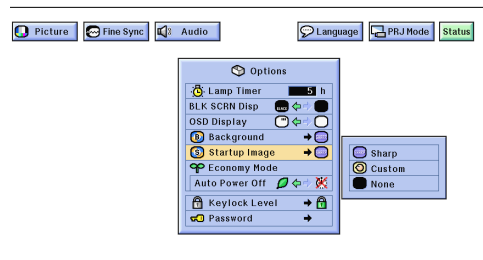 Picture Fine Sync Audio Language PRJ Mode Status
Options
Lamp Timer 5 h
BLK SCRN Disp
OSD Display
Background
Startup Image
Economy Mode
Auto Power Off
Keylock Level
Password
Sharp
Custom
None